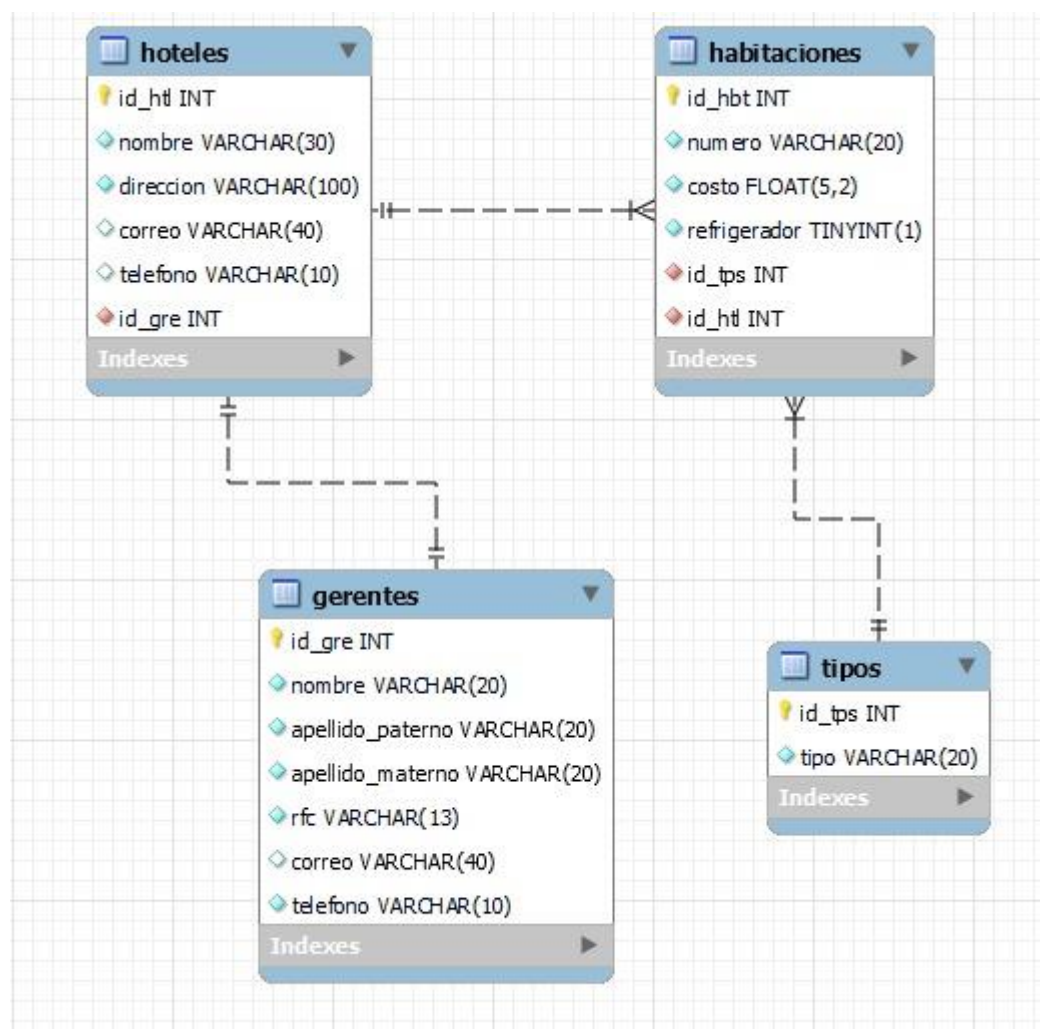 hoteles
id_htl INT
nombre VARCHAR(30)
direccion VARCHAR(100)
correo VARCHAR(40)
telefono VARCHAR(10)
id_gre INT
Indexes
habitaciones
id_hbt INT
numero VARCHAR(20)
costo FLOAT(5,2)
refrigerador TINYINT(1)
id_tps INT
id_htl INT
Indexes
gerentes
id_gre INT
nombre VARCHAR(20)
apellido_paterno VARCHAR(20)
apellido_materno VARCHAR(20)
rfc VARCHAR(13)
correo VARCHAR(40)
telefono VARCHAR(10)
Indexes
tipos
id_tps INT
tipo VARCHAR(20)
Indexes